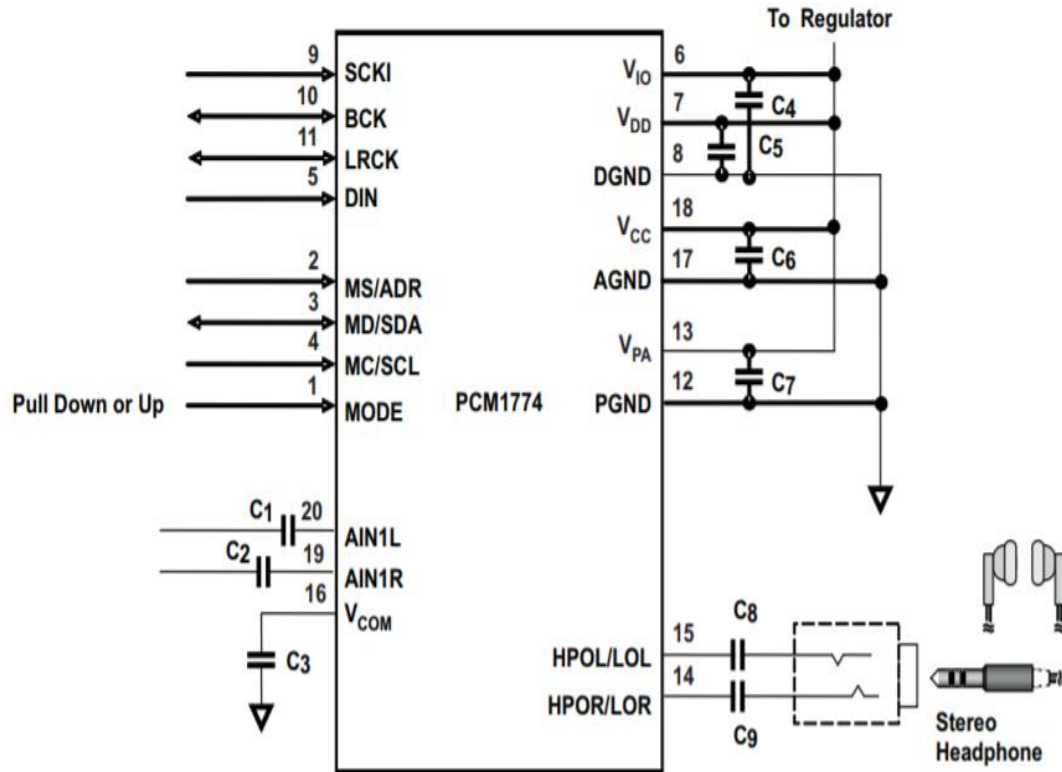 To Regulator
9
SCKI
10
BCK
11
LRCK
5
DIN
2
MS/ADR
3
MD/SDA
4
MC/SCL
1
MODE
Pull Down or Up
PCM1774
C1
20
AIN1L
C2
19
AIN1R
16
VCOM
C3
6
VIO
C4
7
VDD
C5
8
DGND
18
VCC
C6
17
AGND
13
VPA
C7
12
PGND
C8
15
HPOL/LOL
14
HPOR/LOR
C9
Stereo
Headphone